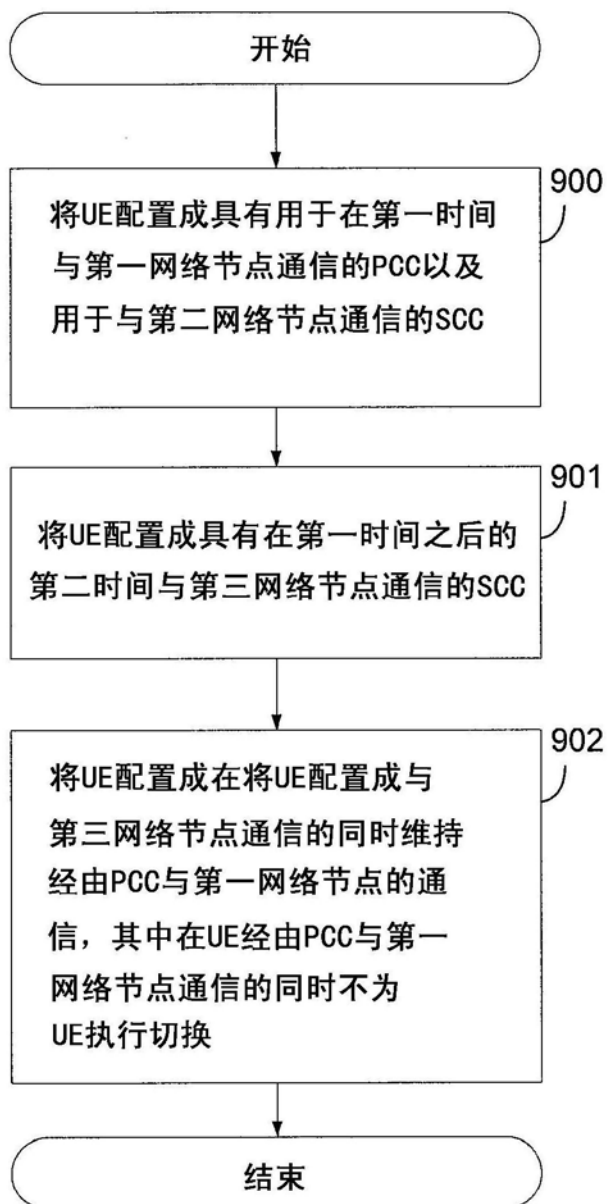 开始
900
将UE配置成具有用于在第一时间
与第一网络节点通信的PCC以及
用于与第二网络节点通信的SCC
901
将UE配置成具有在第一时间之后的
第二时间与第三网络节点通信的SCC
902
将UE配置成在将UE配置成与
第三网络节点通信的同时维持
经由PCC与第一网络节点的通
信，其中在UE经由PCC与第一
网络节点通信的同时不为
UE执行切换
结束